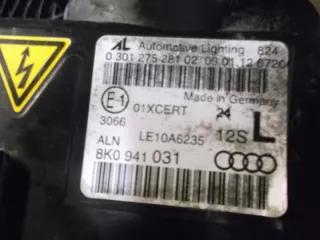 AL Automotive Lighting 824
0 301 275 281 02 09.01.12 6720
Made in Germany
E1 01XCERT 24
3066 12S L
ALN LE10A6235
8K0 941 031